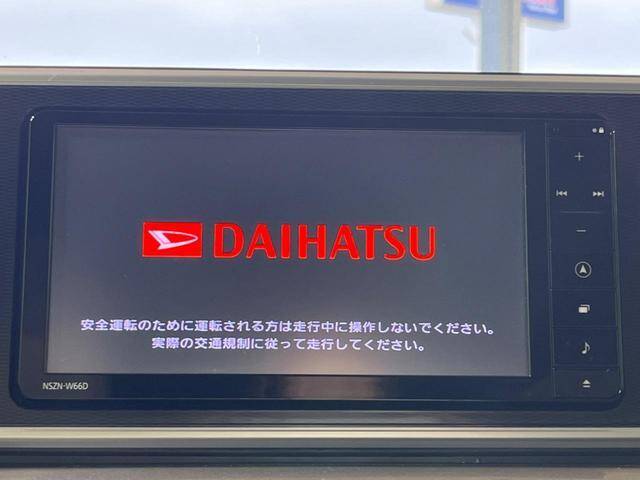 DAIHATSU
安全運転のために運転される方は走行中に操作しないでください。
実際の交通規制に従って走行してください。
NSZN-W66D